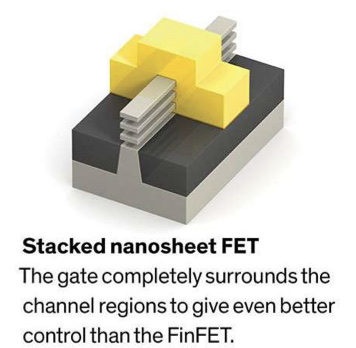 Stacked nanosheet FET
The gate completely surrounds the
channel regions to give even better
control than the FinFET.